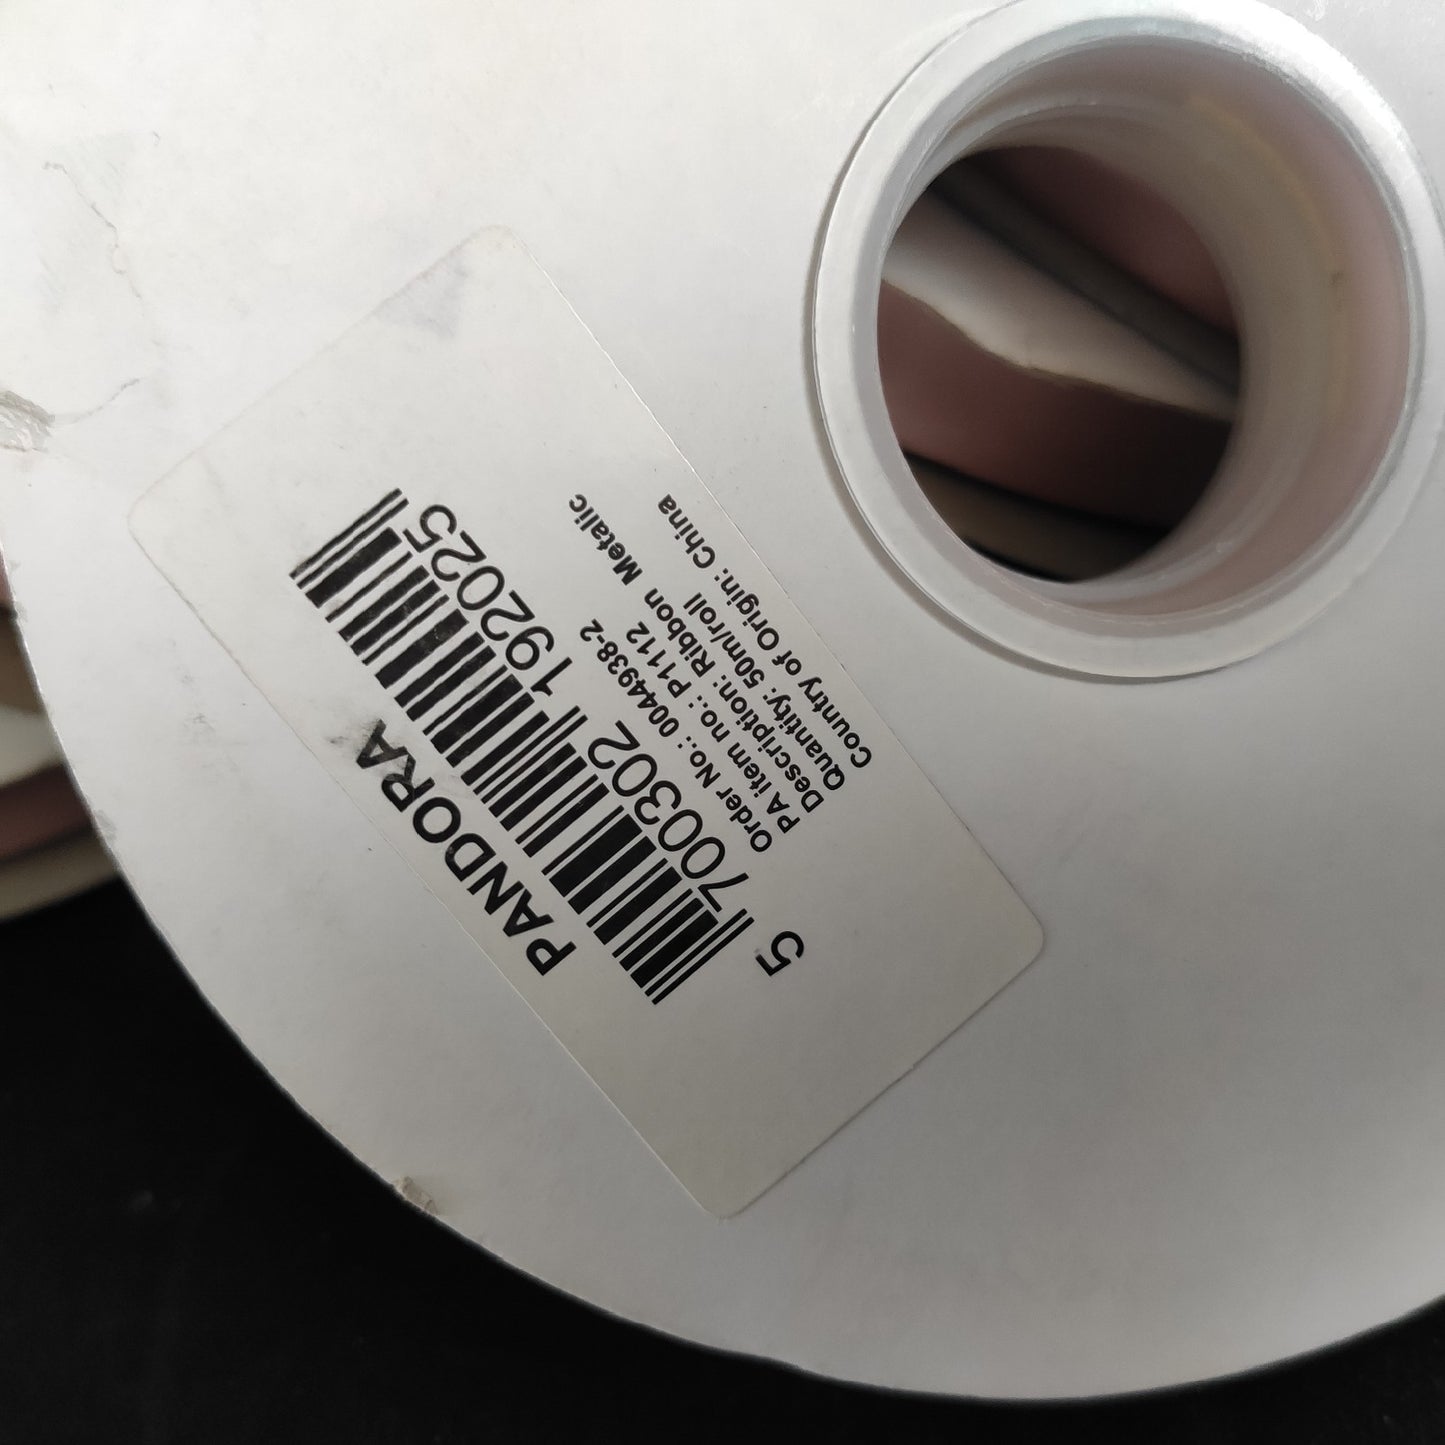 PANDORA
5 700302 192025
Order No.: 0044938-2
PA item no.: P1112
Description: Ribbon Metalic
Quantity: 50m/roll
Country of Origin: China